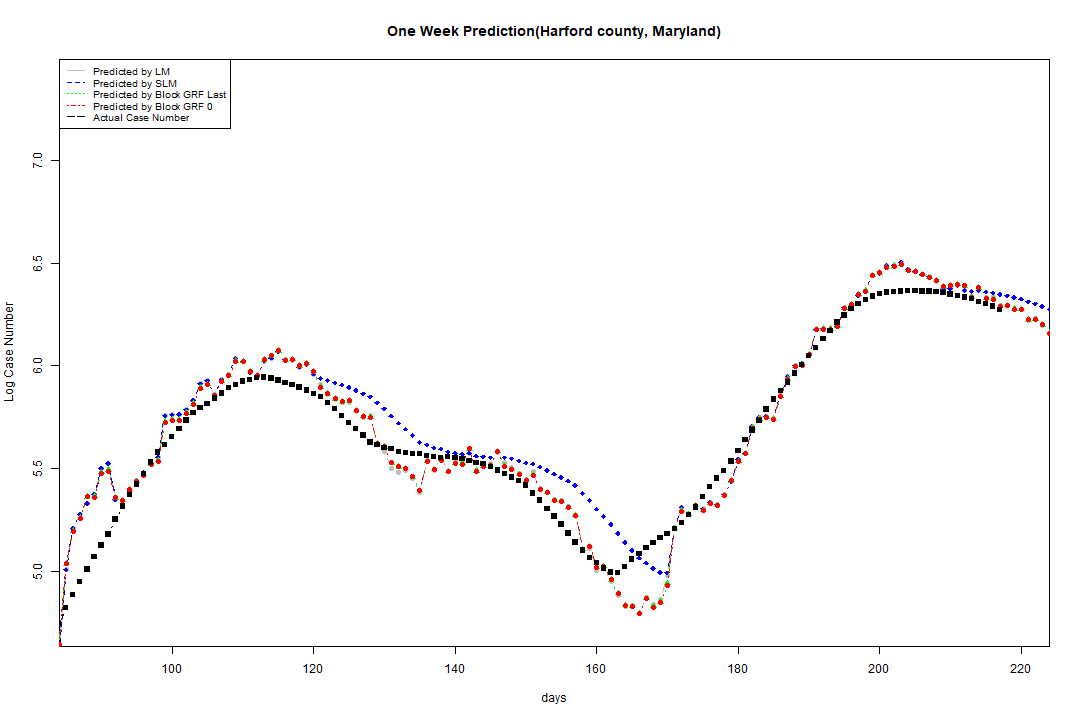 One Week Prediction(Harford county, Maryland)
Predicted by LM
Predicted by SLM
Predicted by Block GRF Last
Predicted by Block GRF 0
Actual Case Number
7.0
6.5
6.0
5.5
5.0
Log Case Number
100 120 140 160 180 200 220
days